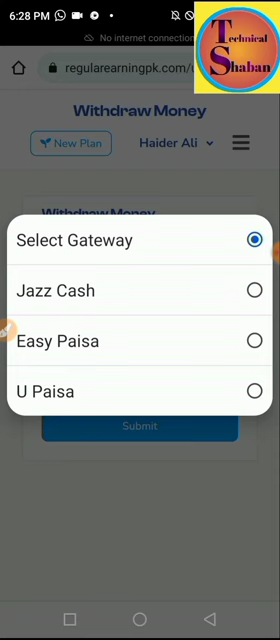 6:28 PM
Technical
Shaban
T
S
No internet connection
regularearningpk.com/u
Withdraw Money
New Plan
Haider Ali
Withdraw Money
Select Gateway
Jazz Cash
Easy Paisa
U Paisa
Submit